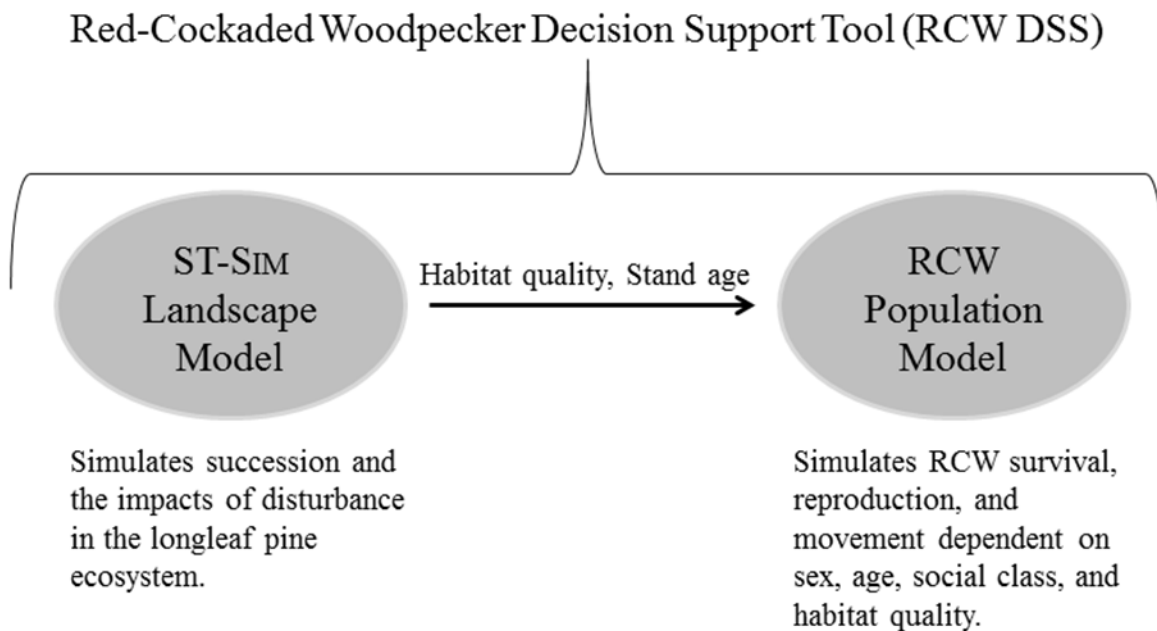 Red-Cockaded Woodpecker Decision Support Tool (RCW DSS)
ST-SIM
Landscape
Model
Habitat quality, Stand age
RCW
Population
Model
Simulates succession and
the impacts of disturbance
in the longleaf pine
ecosystem.
Simulates RCW survival,
reproduction, and
movement dependent on
sex, age, social class, and
habitat quality.